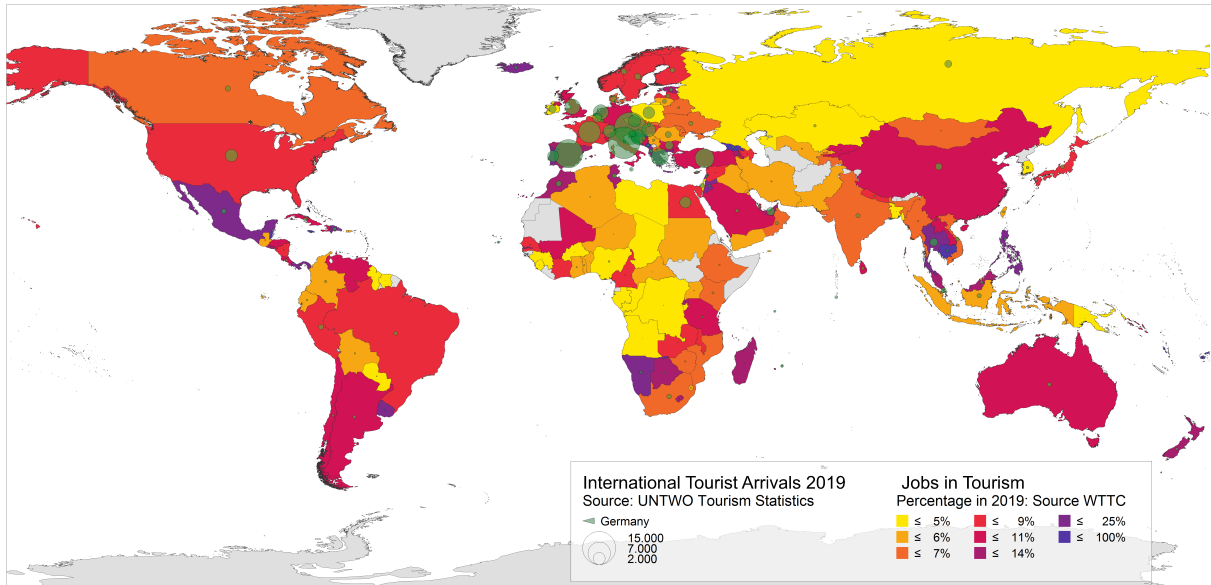 International Tourist Arrivals 2019
Source: UNTWO Tourism Statistics
Germany
15.000
7.000
2.000
Jobs in Tourism
Percentage in 2019: Source WTTC
≤ 5%
≤ 6%
≤ 7%
≤ 9%
≤ 11%
≤ 14%
≤ 25%
≤ 100%